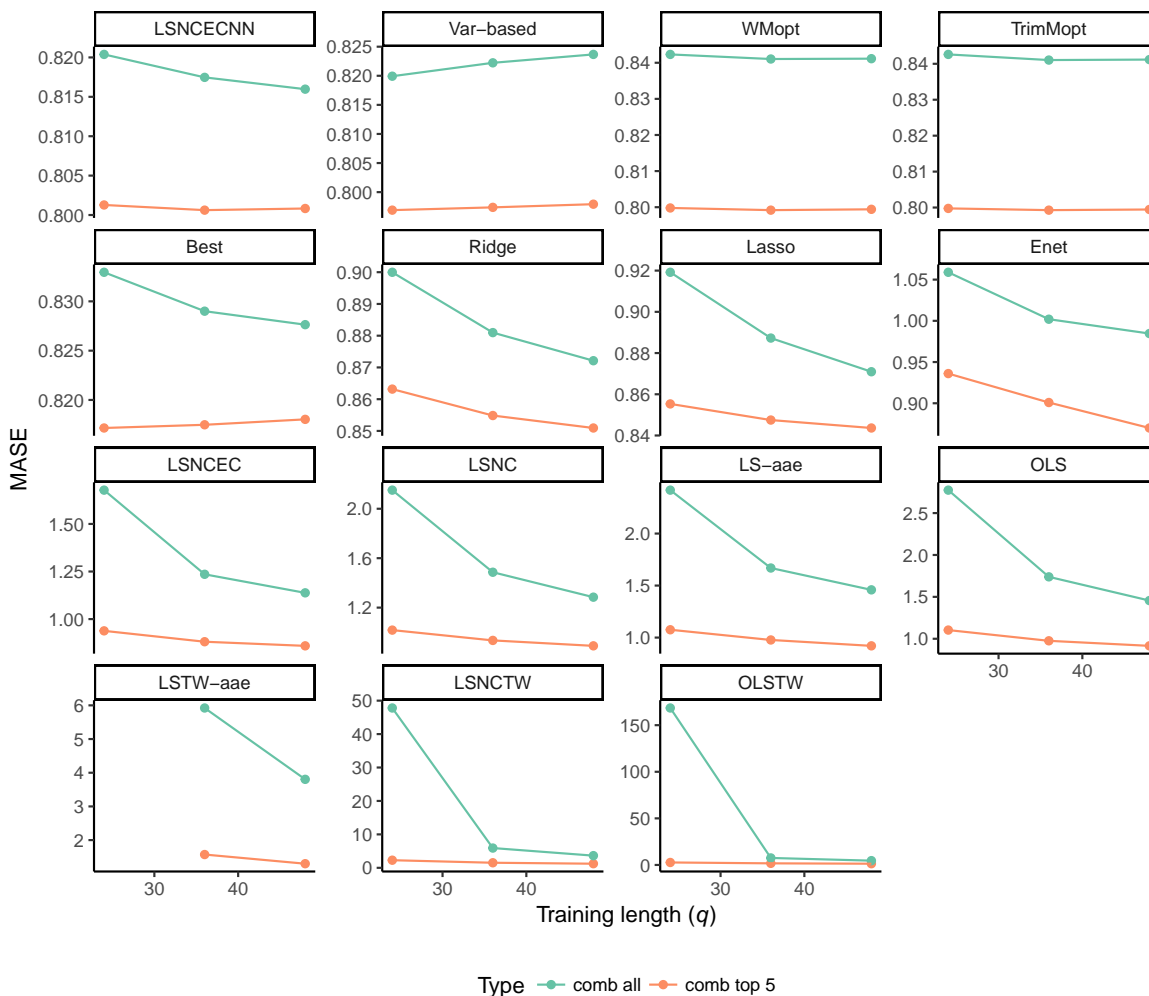 LSNCECNN Var−based WMopt TrimMopt
0.820 0.815 0.810 0.805 0.800
0.825 0.820 0.815 0.810 0.805 0.800
0.84 0.83 0.82 0.81 0.80
0.84 0.83 0.82 0.81 0.80
Best Ridge Lasso Enet
0.830 0.825 0.820
0.90 0.89 0.88 0.87 0.86 0.85
0.92 0.90 0.88 0.86 0.84
1.05 1.00 0.95 0.90
MASE
LSNCEC LSNC LS−aae OLS
1.50 1.25 1.00
2.0 1.6 1.2
2.0 1.5 1.0
2.5 2.0 1.5 1.0
30 40
LSTW−aae LSNCTW OLSTW
6 5 4 3 2
50 40 30 20 10 0
150 100 50 0
30 40 30 40 30 40
Training length (q)
Type comb all comb top 5